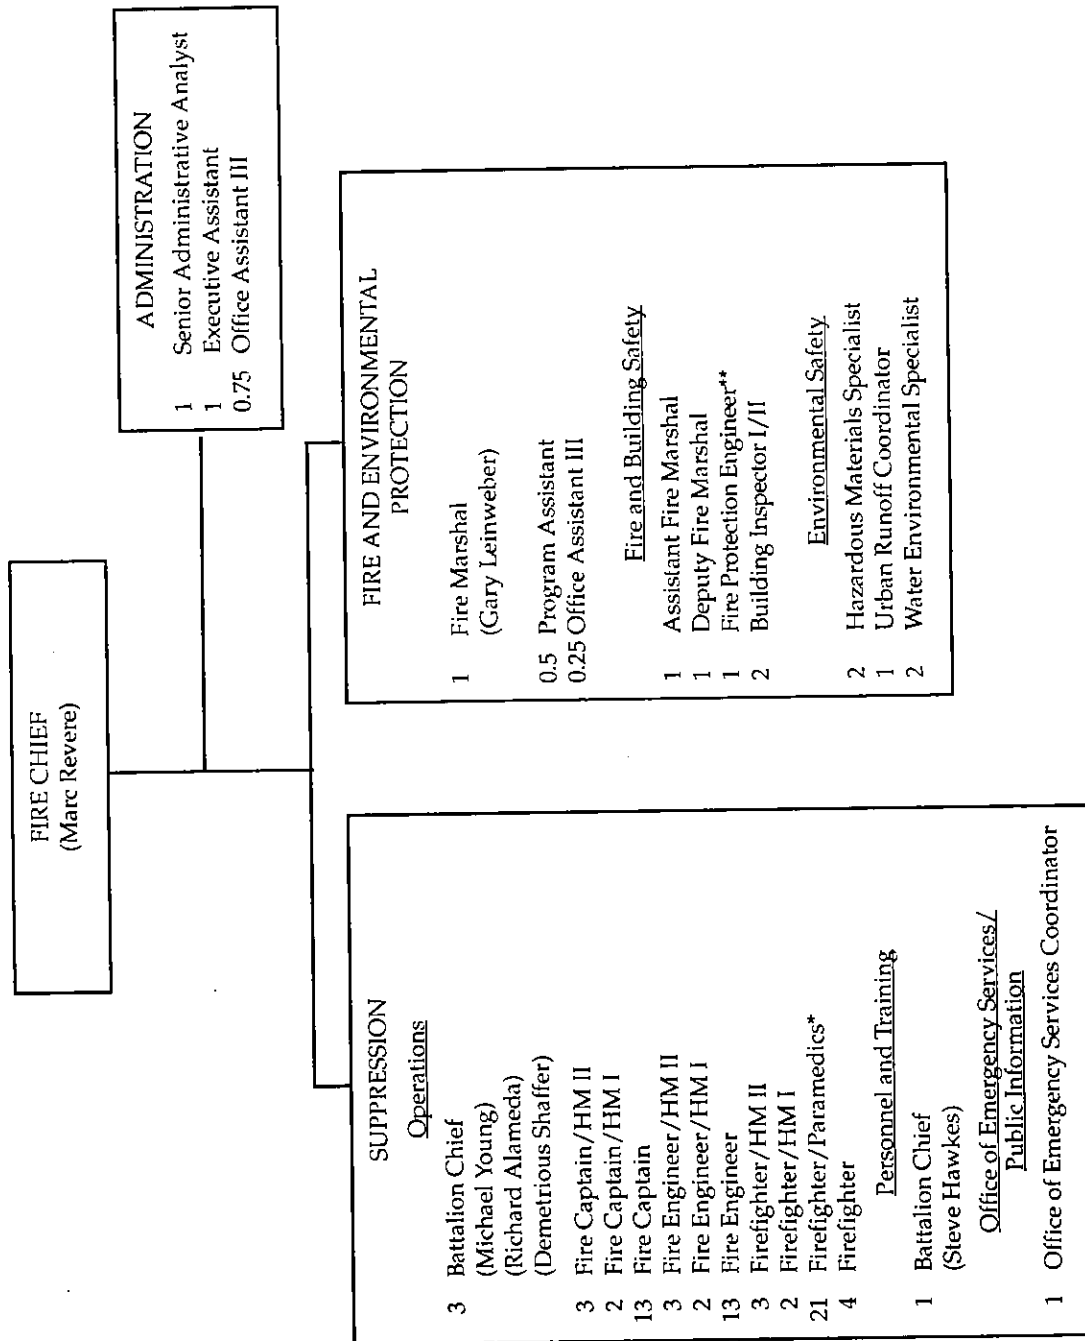 FIRE CHIEF
(Marc Revere)
ADMINISTRATION
1 Senior Administrative Analyst
1 Executive Assistant
0.75 Office Assistant III
SUPPRESSION
Operations
3 Battalion Chief
(Michael Young)
(Richard Alameda)
(Demetrious Shaffer)
3 Fire Captain/HM II
2 Fire Captain/HM I
13 Fire Captain
3 Fire Engineer/HM II
2 Fire Engineer/HM I
13 Fire Engineer
3 Firefighter/HM II
2 Firefighter/HM I
21 Firefighter/Paramedics*
4 Firefighter
Personnel and Training
1 Battalion Chief
(Steve Hawkes)
Office of Emergency Services/
Public Information
1 Office of Emergency Services Coordinator
FIRE AND ENVIRONMENTAL
PROTECTION
1 Fire Marshal
(Gary Leinweber)
0.5 Program Assistant
0.25 Office Assistant III
Fire and Building Safety
1 Assistant Fire Marshal
1 Deputy Fire Marshal
1 Fire Protection Engineer**
2 Building Inspector I/II
Environmental Safety
2 Hazardous Materials Specialist
1 Urban Runoff Coordinator
2 Water Environmental Specialist